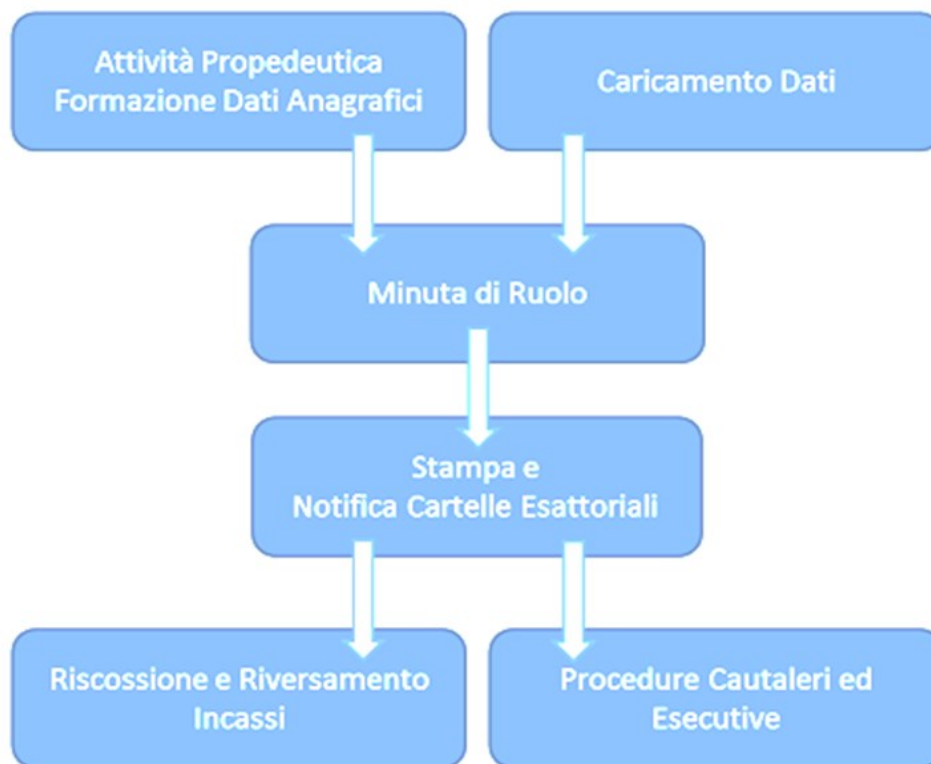 Attività Propedeutica
Formazione Dati Anagrafici
Caricamento Dati
Minuta di Ruolo
Stampa e
Notifica Cartelle Esattoriali
Riscossione e Riversamento
Incassi
Procedure Cautaleri ed
Esecutive